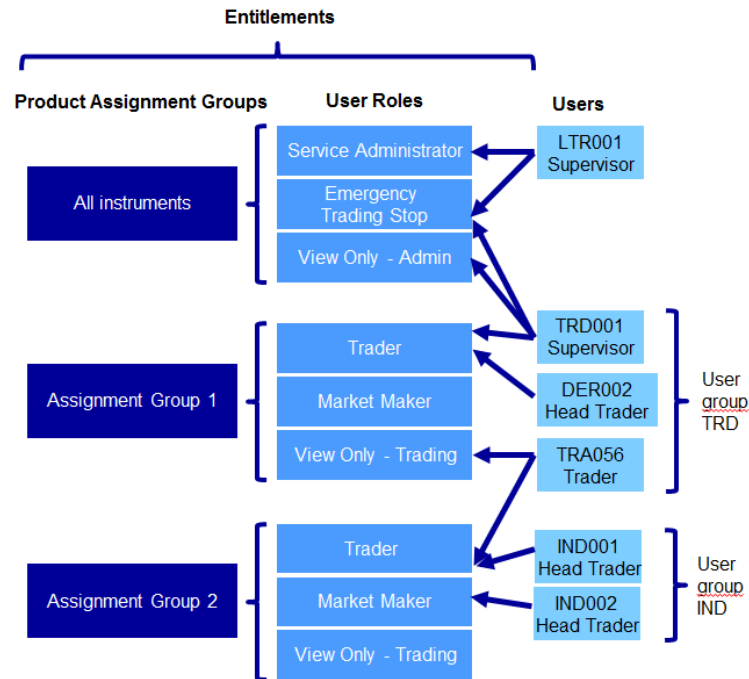 Entitlements
Product Assignment Groups
User Roles
Users
All instruments
Service Administrator
Emergency
Trading Stop
View Only - Admin
LTR001
Supervisor
Assignment Group 1
Trader
Market Maker
View Only - Trading
TRD001
Supervisor
DER002
Head Trader
TRA056
Trader
User
group
TRD
Assignment Group 2
Trader
Market Maker
View Only - Trading
IND001
Head Trader
IND002
Head Trader
User
group
IND